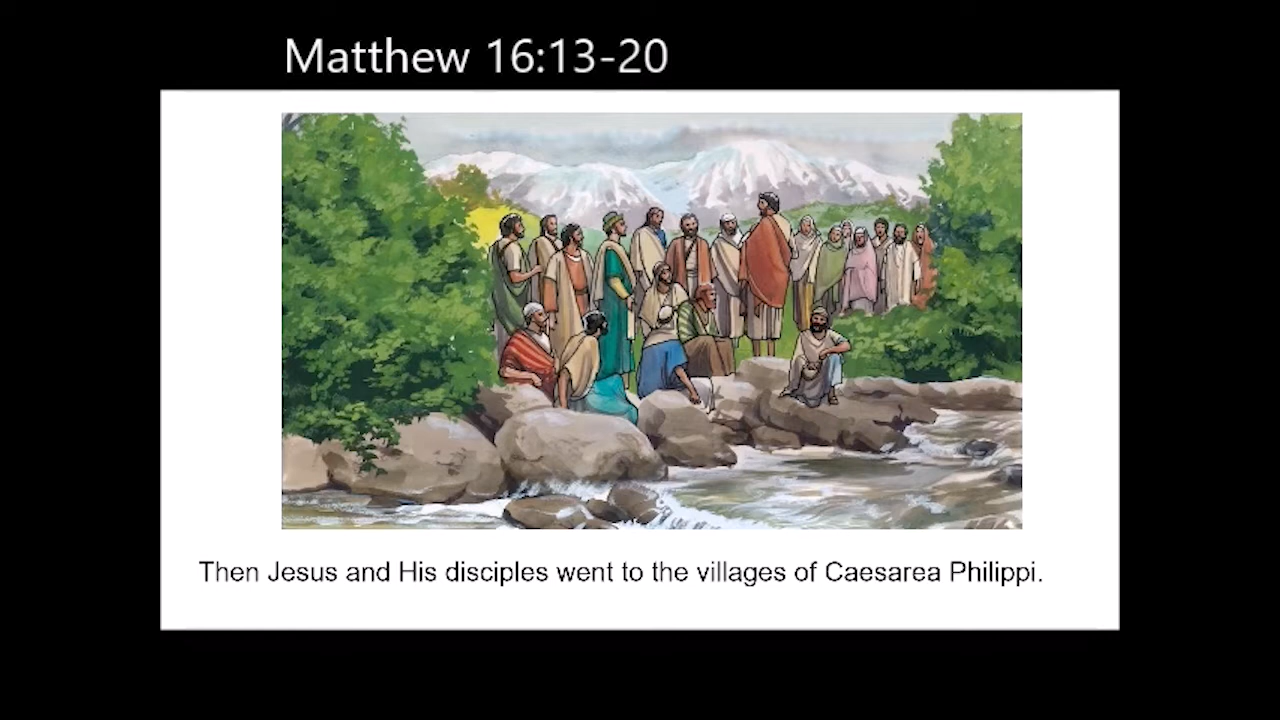 Matthew 16:13-20
Then Jesus and His disciples went to the villages of Caesarea Philippi.